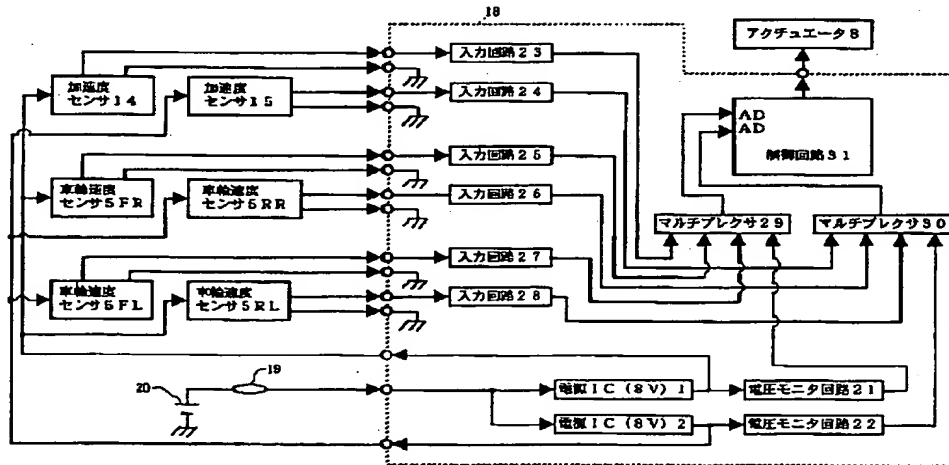 18
アクチュエータ8
入力回路23
加速度
センサ14
加速度
センサ15
入力回路24
AD
AD
制御回路31
入力回路25
車輪速度
センサ5FR
車輪速度
センサ5RR
入力回路26
マルチプレクサ29
マルチプレクサ30
入力回路27
車輪速度
センサ5FL
車輪速度
センサ5RL
入力回路28
19
20
電源IC(8V)1
電圧モニタ回路21
電源IC(8V)2
電圧モニタ回路22